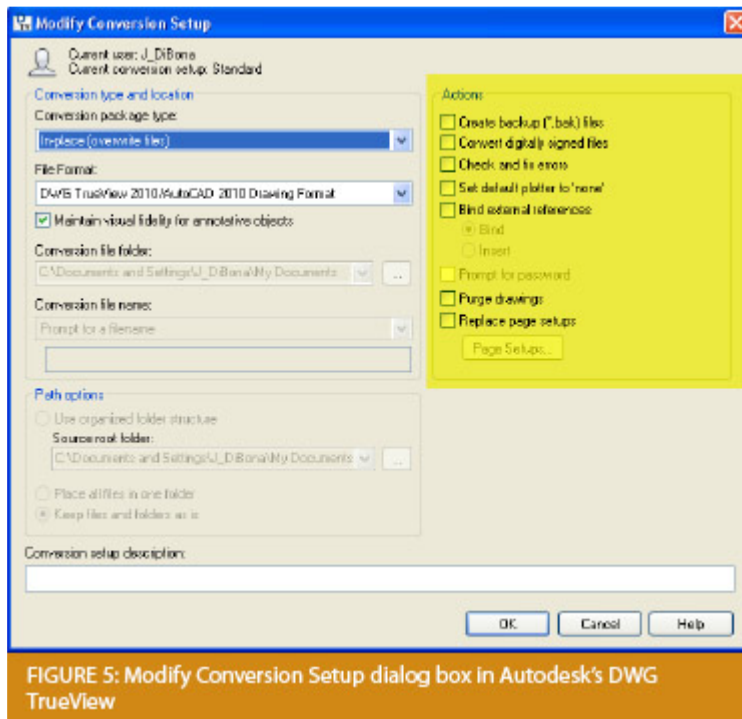 Modify Conversion Setup
Current user: J_DiBona
Current conversion setup: Standard
Conversion type and location
Conversion package type:
In-place (overwrite files)
File Format:
DWG TrueView 2010/AutoCAD 2010 Drawing Format
Maintain visual fidelity for annotative objects
Conversion file folder:
C:\Documents and Settings\J_DiBona\My Documents
...
Conversion file name:
Prompt for a filename
Path options
Use organized folder structure
Source root folder:
C:\Documents and Settings\J_DiBona\My Documents
...
Place all files in one folder
Keep files and folders as is
Actions
Create backup (*.bak) files
Convert digitally signed files
Check and fix errors
Set default plotter to 'none'
Bind external references
Bind
Insert
Prompt for password
Purge drawings
Replace page setups
Page Setups...
Conversion setup description:
OK
Cancel
Help
FIGURE 5: Modify Conversion Setup dialog box in Autodesk's DWG
TrueView